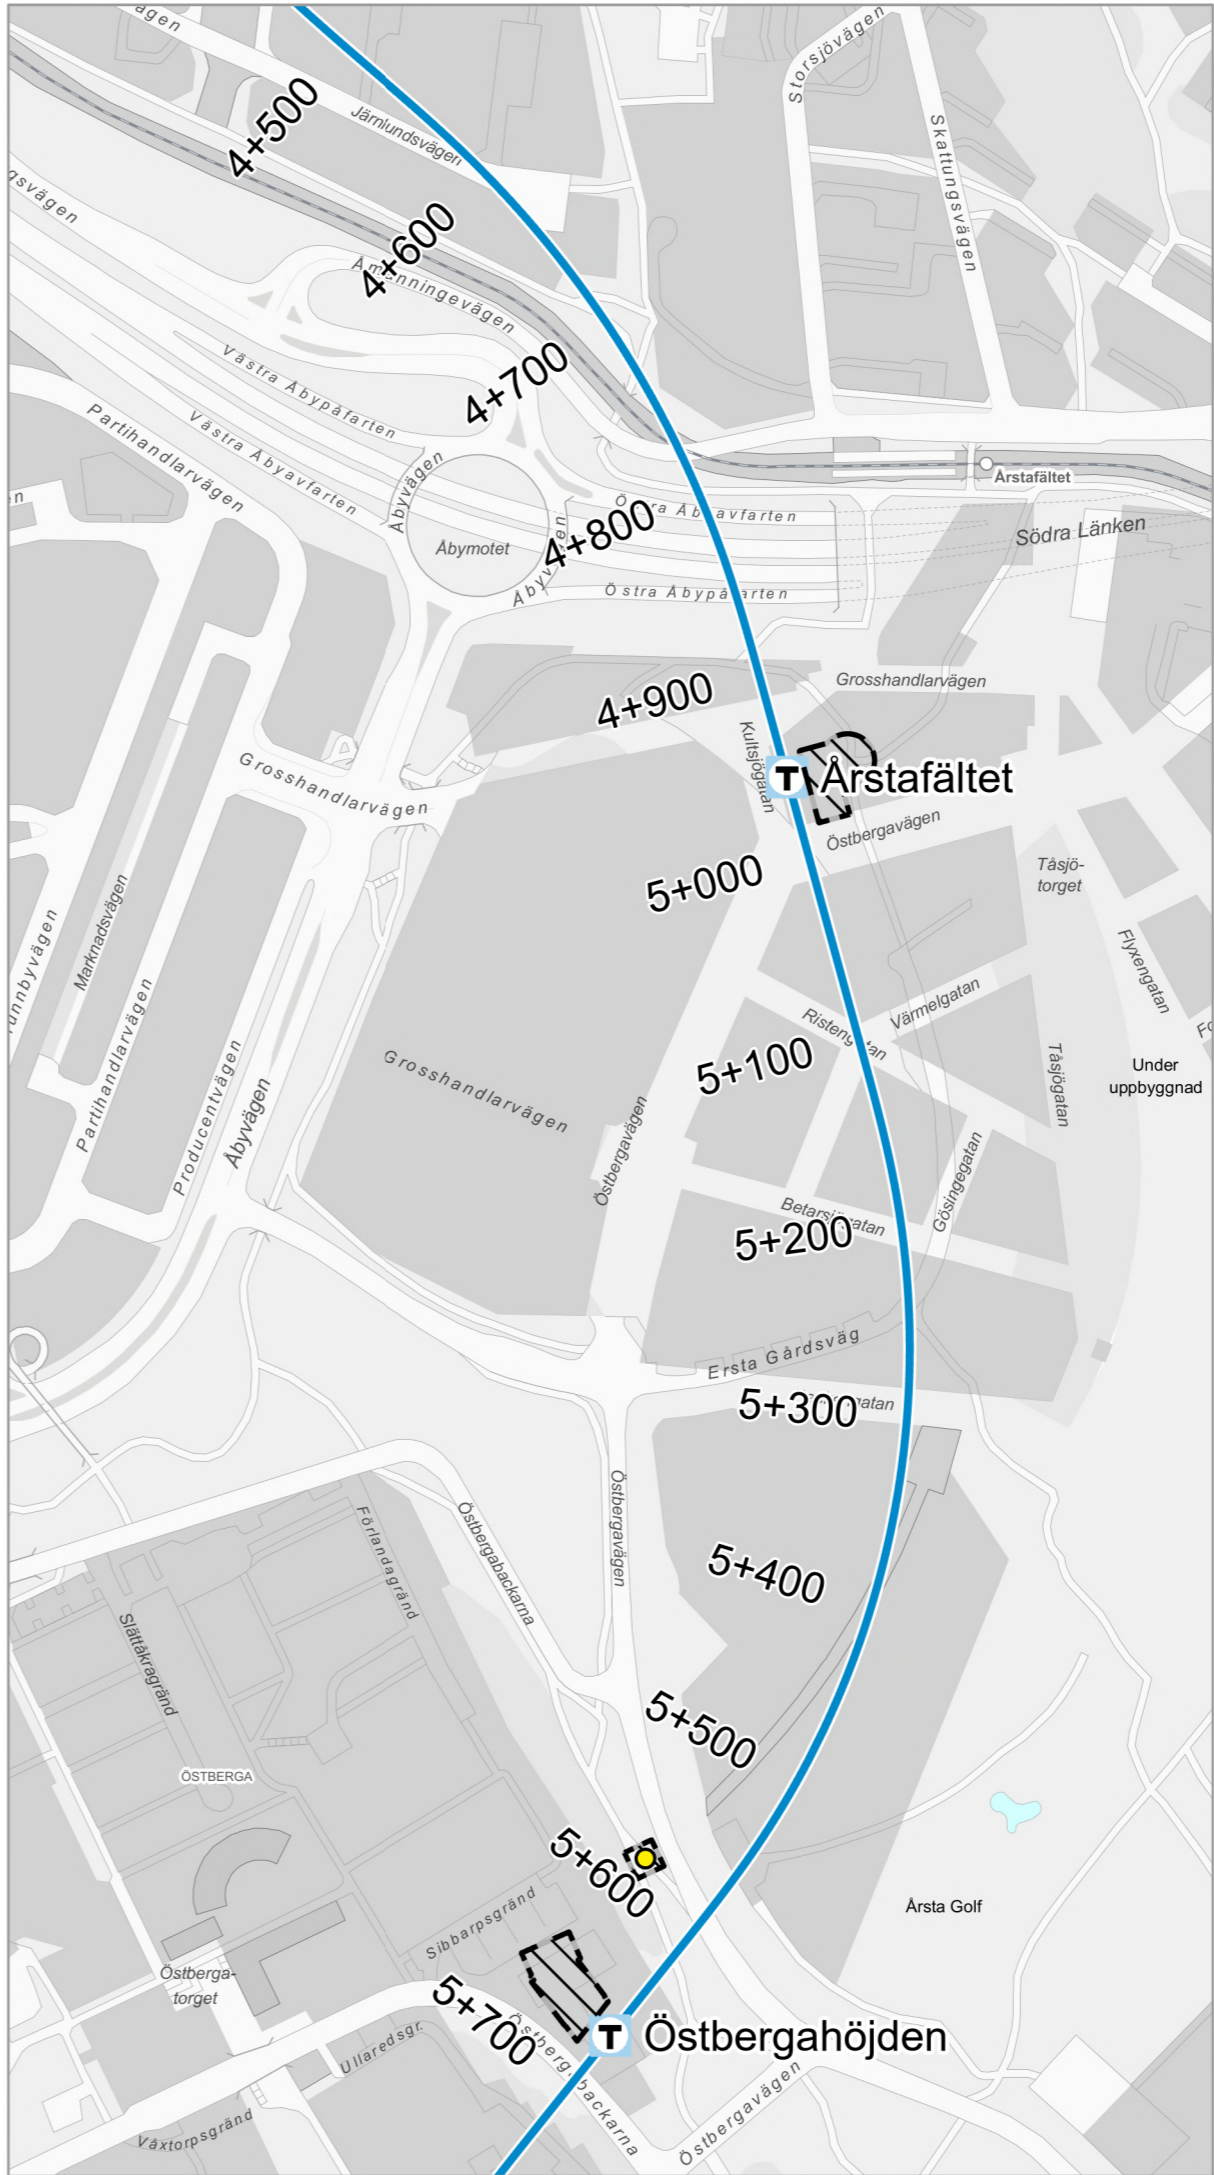 Storsjövägen
4+500
Järnlundsvägen
Skattungsvägen
4+600
Åmänningevägen
4+700
Västra Åbypåfarten
Partihandlarvägen
Västra Åbyavfarten
Åbyvägen
Årstafältet
Södra Länken
4+800
Åbymotet
Östra Åbypåfarten
4+900
Grosshandlarvägen
Kultsjögatan
T Årstafältet
Grosshandlarvägen
Östbergavägen
5+000
Tåsjö-
torget
Marknadsvägen
Flyxengatan
Värmelgatan
Partihandlarvägen
Producentvägen
Åbyvägen
Grosshandlarvägen
5+100
Tåsjögatan
Under
uppbyggnad
Östbergavägen
Gösingegatan
5+200
Ersta Gårdsväg
5+300
Östbergavägen
Östbergabackarna
Förlandagränd
5+400
Slättåkragränd
5+500
ÖSTBERGA
5+600
Årsta Golf
Sibbarpsgränd
Östberga-
torget
5+700
T Östbergahöjden
Ullaredsgr.
Östbergabackarna
Östbergavägen
Våxtorpsgränd